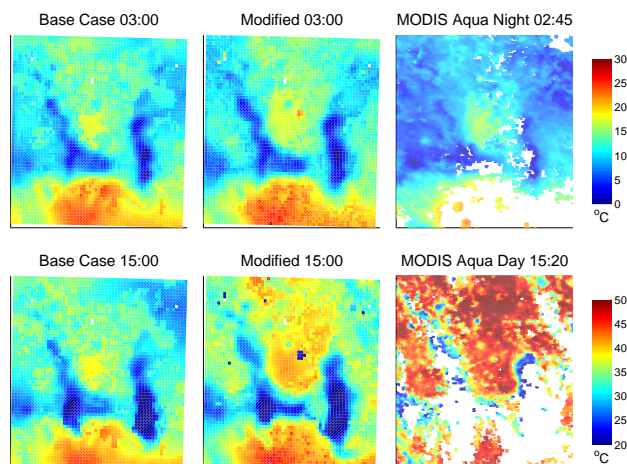 Base Case 03:00
Modified 03:00
MODIS Aqua Night 02:45
30
25
20
15
10
5
0
°C
Base Case 15:00
Modified 15:00
MODIS Aqua Day 15:20
50
45
40
35
30
25
20
°C